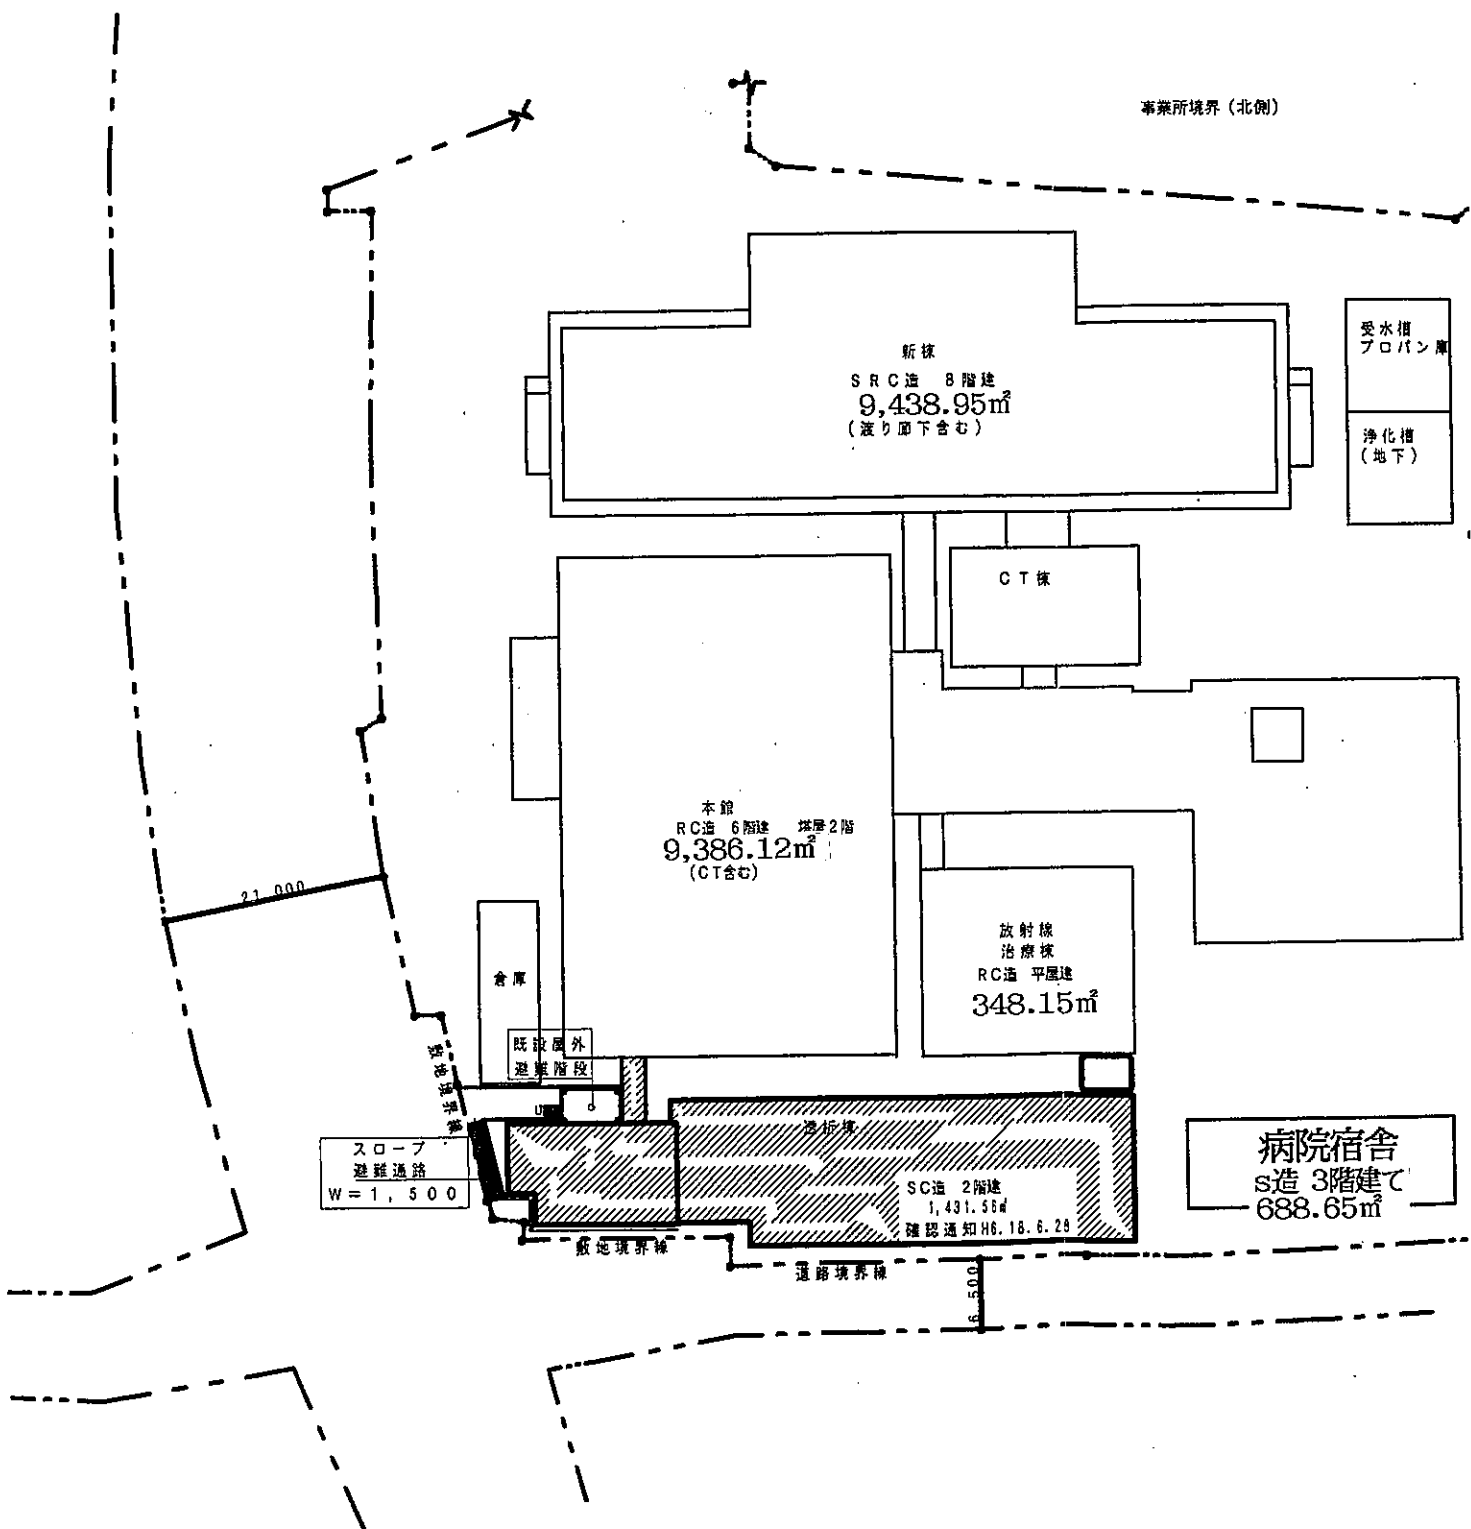 事業所境界（北側）
受水槽
プロパン庫
新棟
SRC造 8階建
9,438.95㎡
(渡り廊下含む)
浄化槽
(地下)
CT棟
本館
RC造 6階建 塔屋2階
9,386.12㎡
(CT含む)
21,000
放射線
治療棟
RC造 平屋建
348.15㎡
倉庫
既設屋外
避難階段
敷地境界線
透析棟
スロープ
避難通路
W=1,500
SC造 2階建
1,431.56㎡
確認通知H6.18.6.28
病院宿舎
S造 3階建て
688.65㎡
敷地境界線
道路境界線
6,500